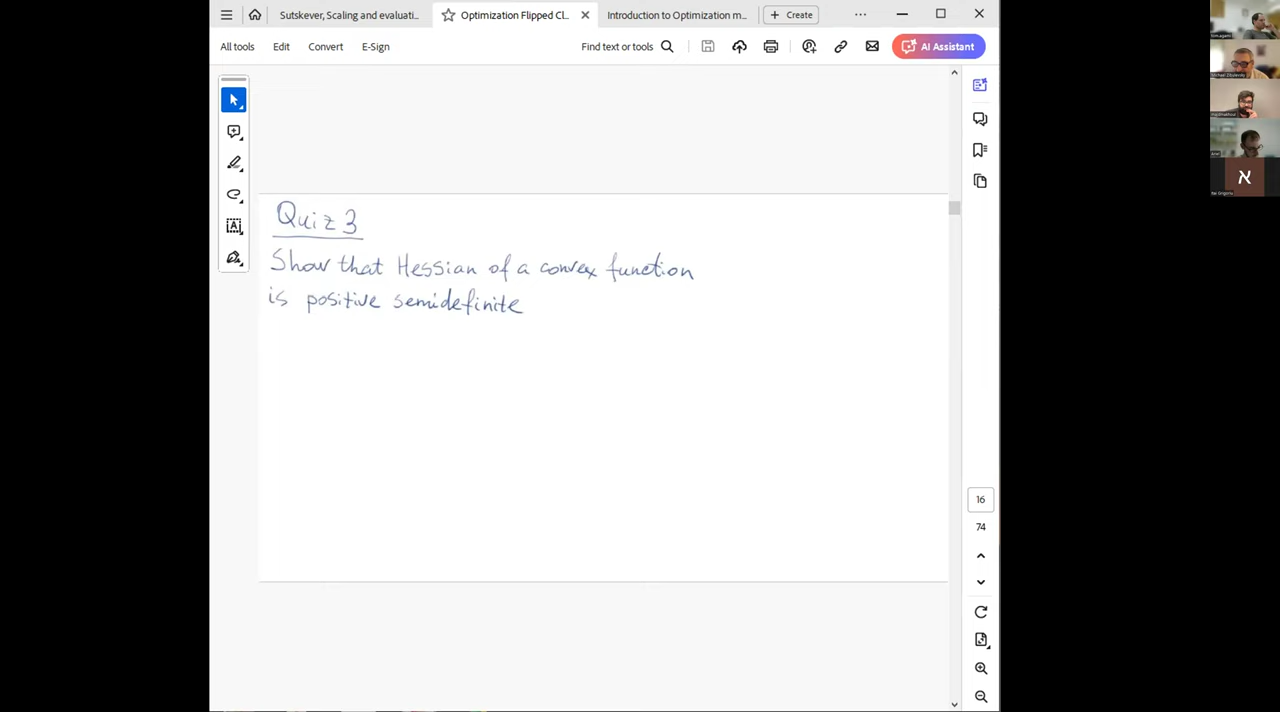 Sutskever, Scaling and evaluati...
Optimization Flipped Cl...
Introduction to Optimization m...
Create
All tools
Edit
Convert
E-Sign
Find text or tools
AI Assistant
Quiz 3
Show that Hessian of a convex function
is positive semidefinite
16
74
א